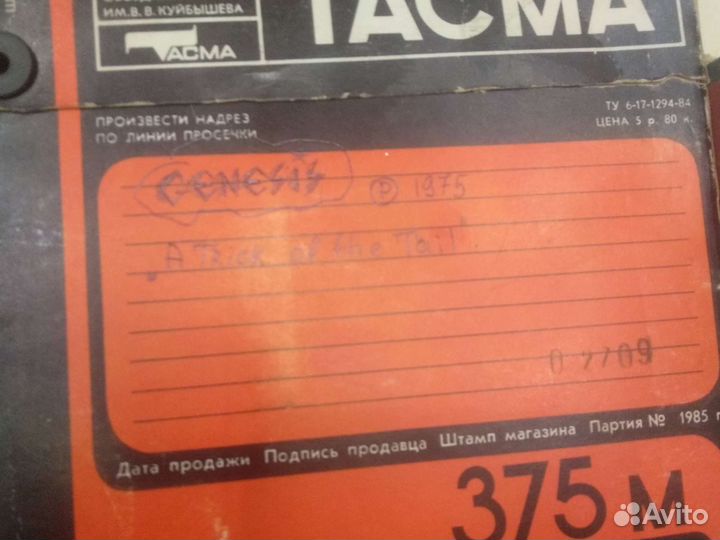 ИМ.В.В. КУЙБЫШЕВА
ТАСМА
ТАСМА
ПРОИЗВЕСТИ НАДРЕЗ
ПО ЛИНИИ ПРОСЕЧКИ
ТУ 6-17-1294-84
ЦЕНА 5 р. 80 к.
GENESIS Ⓟ 1975
„A Trick of the Tail"
Дата продажи Подпись продавца Штамп магазина Партия № 1985 г
375 м
Avito